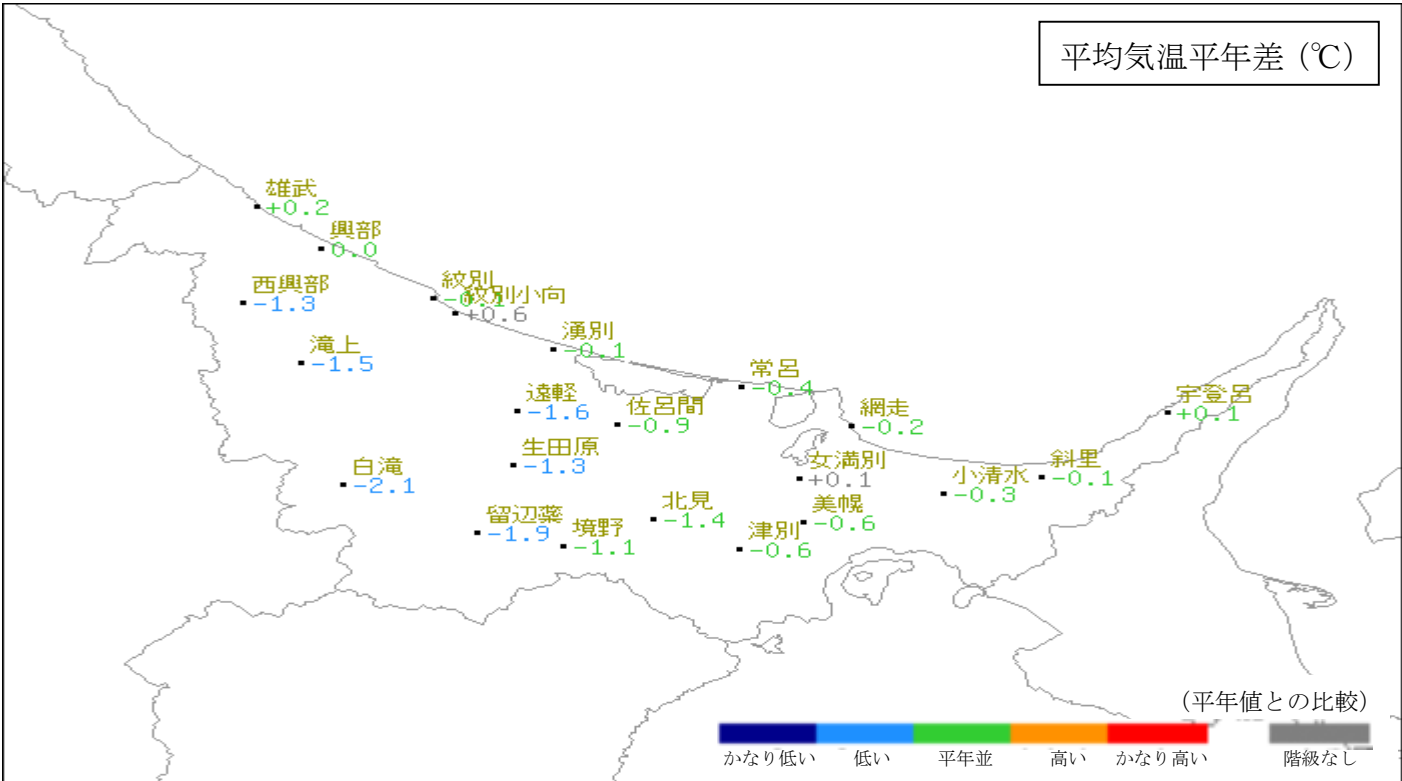 平均気温平年差（℃）
雄武
+0.2
興部
0.0
西興部
-1.3
紋別
-0.1
紋別小向
+0.6
滝上
-1.5
湧別
-0.1
常呂
-0.4
遠軽
-1.6
佐呂間
-0.9
網走
-0.2
宇登呂
+0.1
生田原
-1.3
白滝
-2.1
女満別
+0.1
小清水
-0.3
斜里
-0.1
留辺蘂
-1.9
境野
-1.1
北見
-1.4
美幌
-0.6
津別
-0.6
（平年値との比較）
かなり低い 低い 平年並 高い かなり高い 階級なし